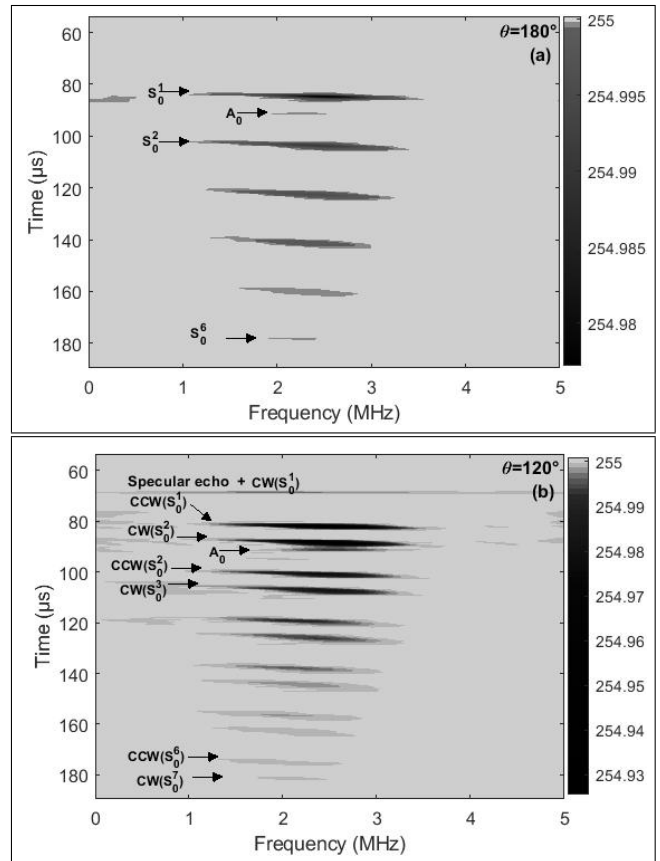 θ=180°
(a)
60
80
100
120
140
160
180
Time (μs)
0
1
2
3
4
5
Frequency (MHz)
S₀¹
A₀
S₀²
S₀⁶
255
254.995
254.99
254.985
254.98
θ=120°
(b)
60
80
100
120
140
160
180
Time (μs)
0
1
2
3
4
5
Frequency (MHz)
Specular echo + CW(S₀¹)
CCW(S₀¹)
CW(S₀²)
A₀
CCW(S₀²)
CW(S₀³)
CCW(S₀⁶)
CW(S₀⁷)
255
254.99
254.98
254.97
254.96
254.95
254.94
254.93